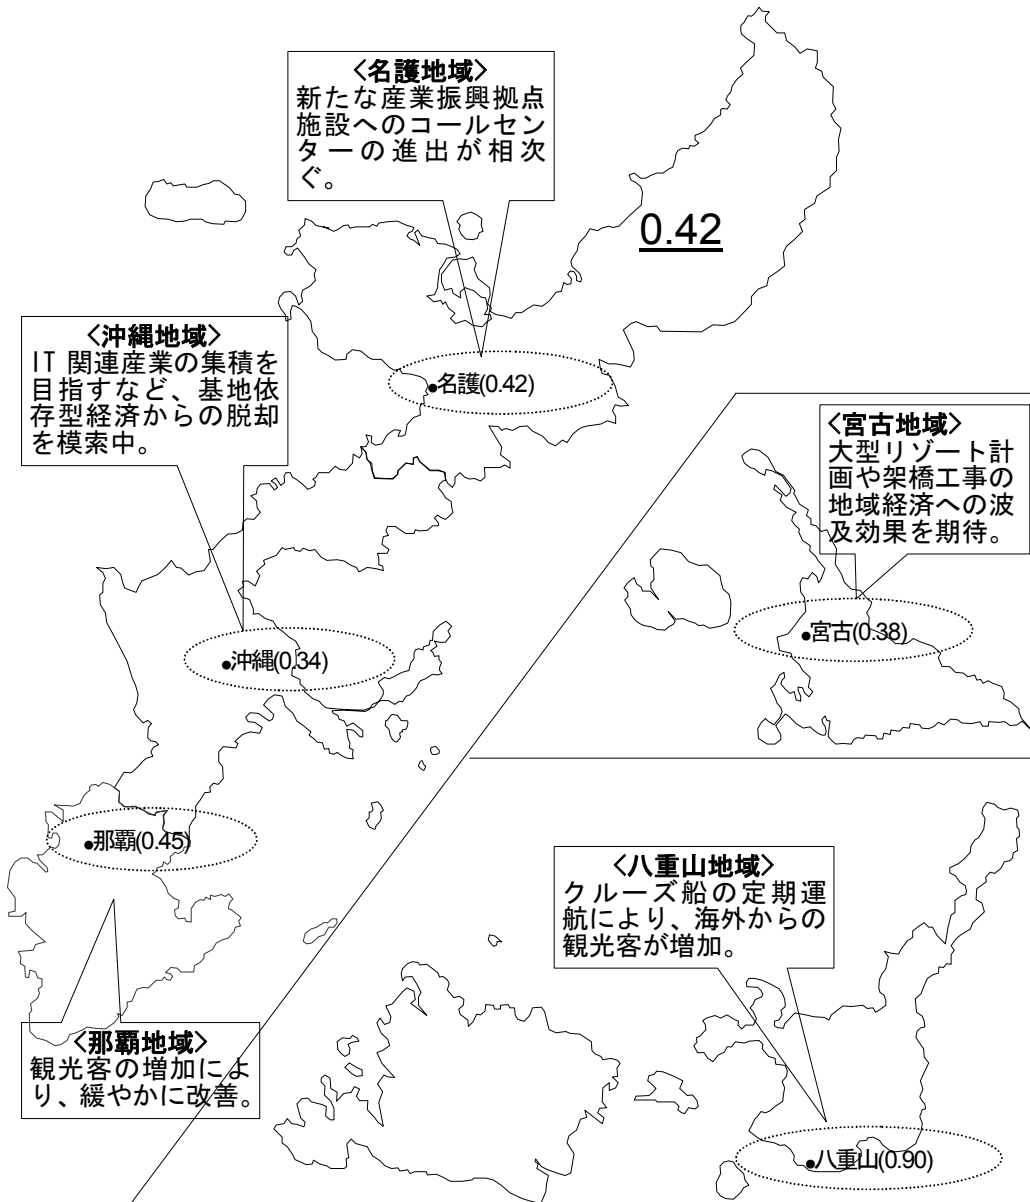 <名護地域>
新たな産業振興拠点
施設へのコールセン
ターの進出が相次
ぐ。
0.42
<沖縄地域>
IT 関連産業の集積を
目指すなど、基地依
存型経済からの脱却
を模索中。
●名護(0.42)
<宮古地域>
大型リゾート計
画や架橋工事の
地域経済への波
及効果を期待。
●宮古(0.38)
●沖縄(0.34)
●那覇(0.45)
<八重山地域>
クルーズ船の定期運
航により、海外からの
観光客が増加。
<那覇地域>
観光客の増加によ
り、緩やかに改善。
●八重山(0.90)